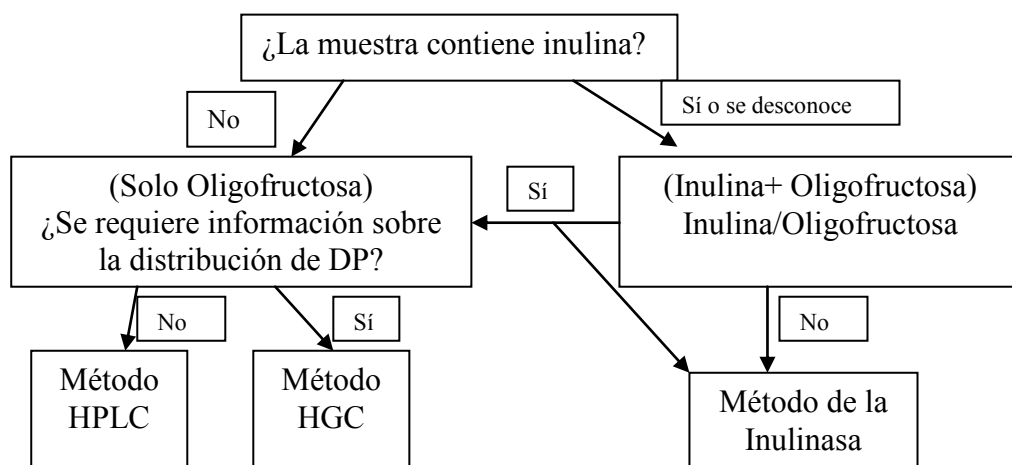 ¿La muestra contiene inulina?
No
Sí o se desconoce
(Solo Oligofructosa)
¿Se requiere información sobre
la distribución de DP?
Sí
(Inulina+ Oligofructosa)
Inulina/Oligofructosa
No
Sí
No
Método
HPLC
Método
HGC
Método de la
Inulinasa